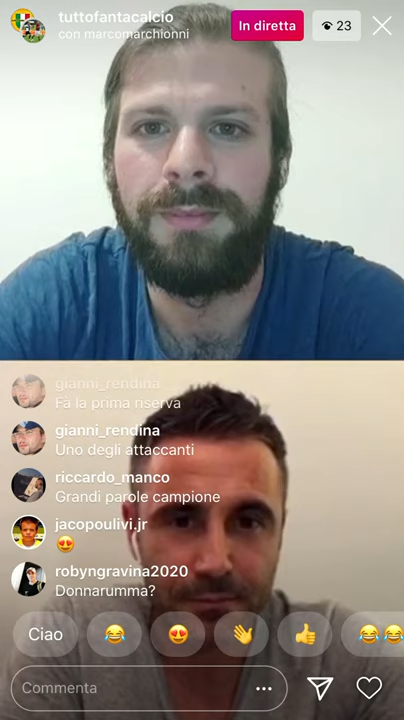 tuttofantacalcio
con marcomarchionni
In diretta
23
gianni_rendina
Fà la prima riserva
gianni_rendina
Uno degli attaccanti
riccardo_manco
Grandi parole campione
jacopoulivi.jr
😍
robyngravina2020
Donnarumma?
Ciao 😂 😍 👋 👍 😂😂
Commenta